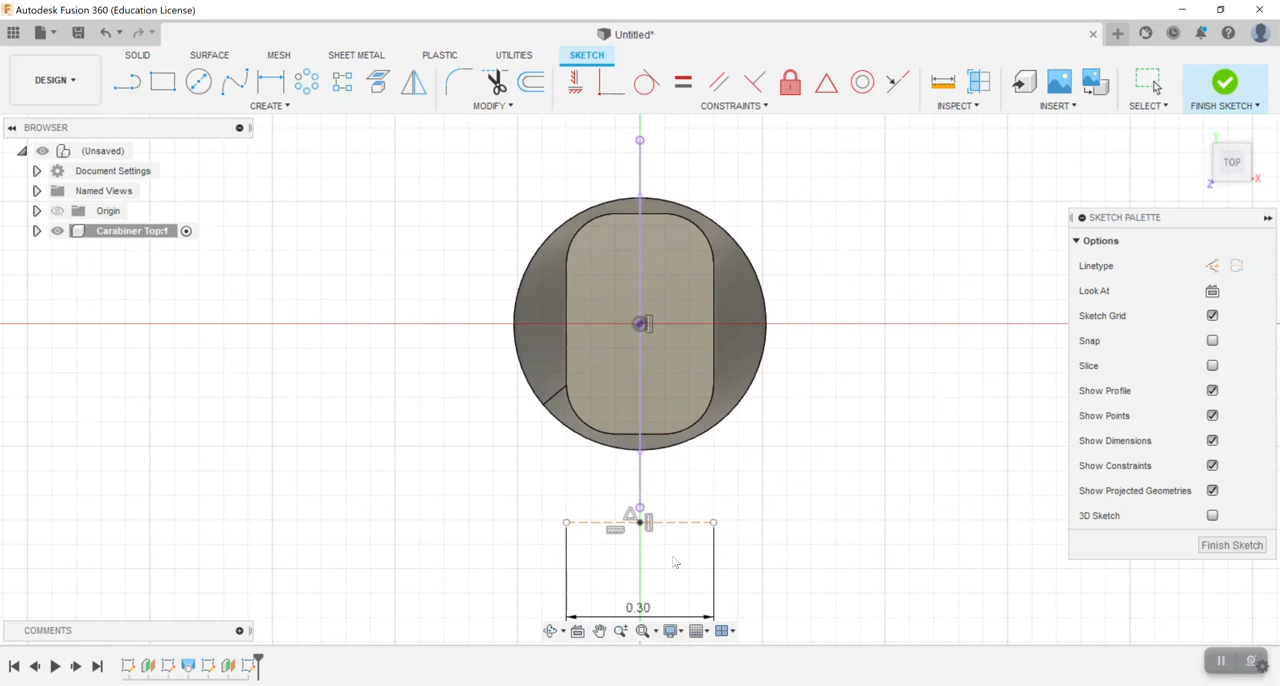 Autodesk Fusion 360 (Education License)
Untitled*
SOLID SURFACE MESH SHEET METAL PLASTIC UTILITIES SKETCH
DESIGN
CREATE MODIFY CONSTRAINTS INSPECT INSERT SELECT FINISH SKETCH
BROWSER
(Unsaved)
Document Settings
Named Views
Origin
Carabiner Top:1
Y
TOP
Z X
SKETCH PALETTE
Options
Linetype
Look At
Sketch Grid
Snap
Slice
Show Profile
Show Points
Show Dimensions
Show Constraints
Show Projected Geometries
3D Sketch
Finish Sketch
0.30
COMMENTS